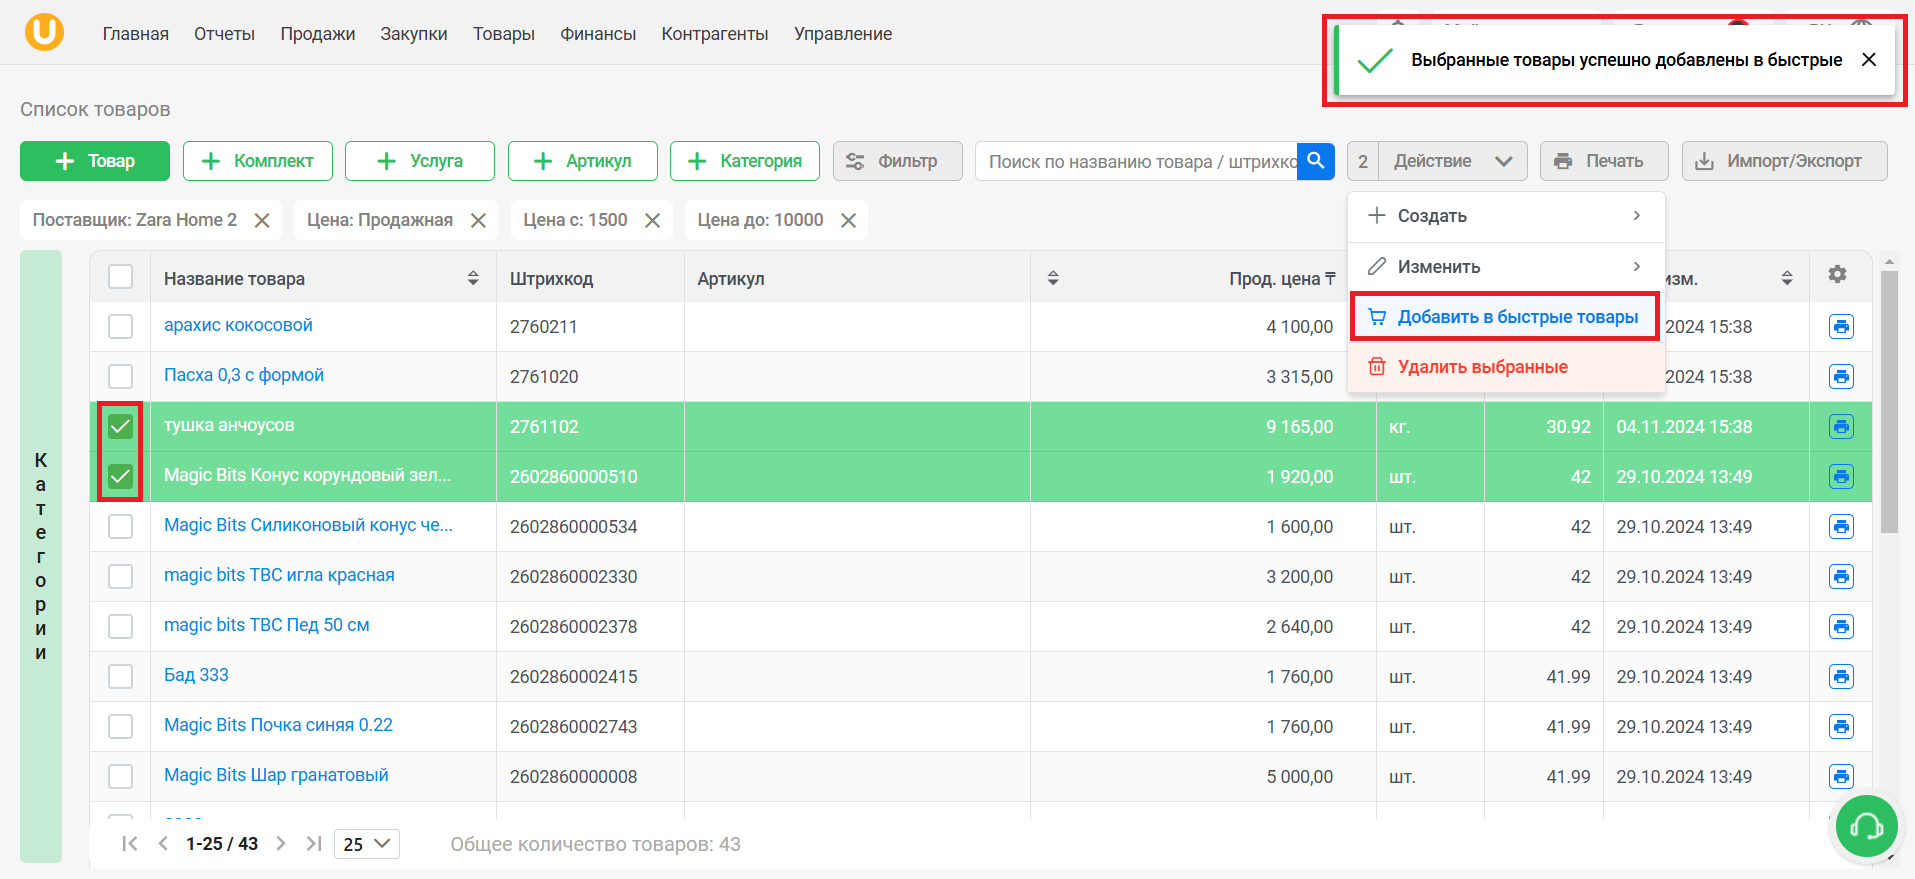 Главная Отчеты Продажи Закупки Товары Финансы Контрагенты Управление
Выбранные товары успешно добавлены в быстрые
Список товаров
Товар Комплект Услуга Артикул Категория Фильтр Поиск по названию товара / штрихко 2 Действие Печать Импорт/Экспорт
Поставщик: Zara Home 2 Цена: Продажная Цена с: 1500 Цена до: 10000
Создать
Изменить
Добавить в быстрые товары
Удалить выбранные
Категории
Название товара Штрихкод Артикул Прод. цена ₸ изм.
арахис кокосовой 2760211 4 100,00 2024 15:38
Пасха 0,3 с формой 2761020 3 315,00 2024 15:38
тушка анчоусов 2761102 9 165,00 кг. 30.92 04.11.2024 15:38
Magic Bits Конус корундовый зел... 2602860000510 1 920,00 шт. 42 29.10.2024 13:49
Magic Bits Силиконовый конус че... 2602860000534 1 600,00 шт. 42 29.10.2024 13:49
magic bits ТВС игла красная 2602860002330 3 200,00 шт. 42 29.10.2024 13:49
magic bits ТВС Пед 50 см 2602860002378 2 640,00 шт. 42 29.10.2024 13:49
Бад 333 2602860002415 1 760,00 шт. 41.99 29.10.2024 13:49
Magic Bits Почка синяя 0.22 2602860002743 1 760,00 шт. 41.99 29.10.2024 13:49
Magic Bits Шар гранатовый 2602860000008 5 000,00 шт. 41.99 29.10.2024 13:49
1-25 / 43 25 Общее количество товаров: 43